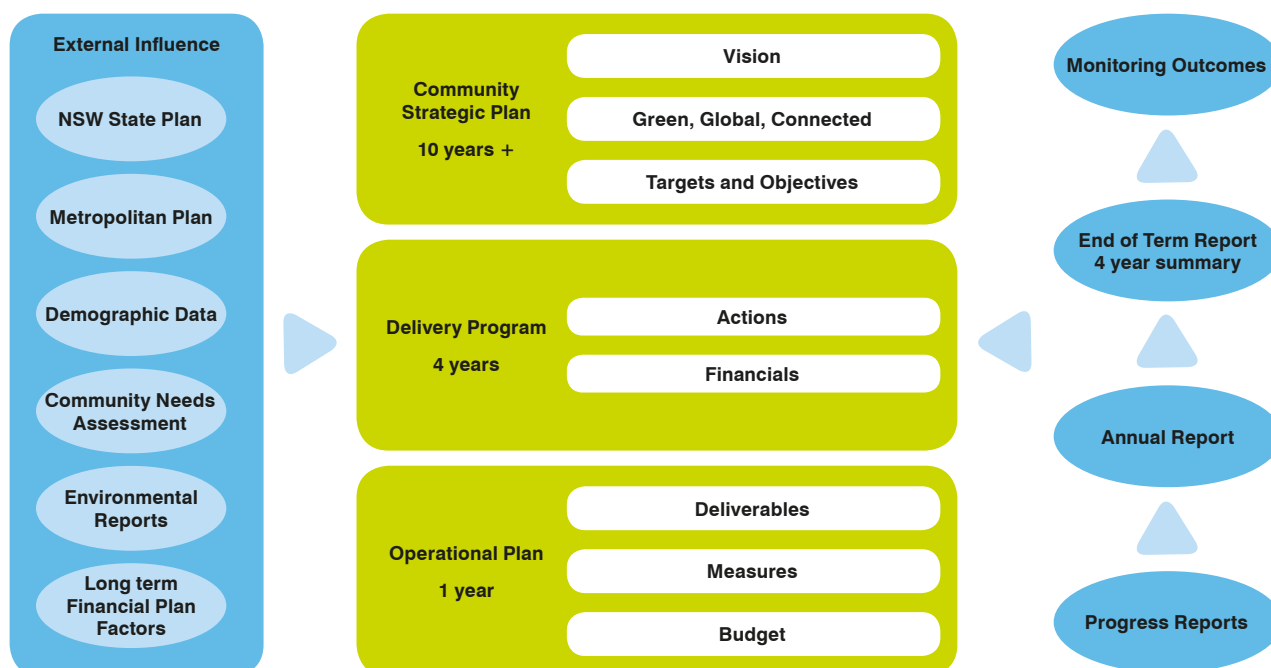 External Influence
NSW State Plan
Metropolitan Plan
Demographic Data
Community Needs
Assessment
Environmental
Reports
Long term
Financial Plan
Factors
Community
Strategic Plan
10 years +
Vision
Green, Global, Connected
Targets and Objectives
Delivery Program
4 years
Actions
Financials
Operational Plan
1 year
Deliverables
Measures
Budget
Monitoring Outcomes
End of Term Report
4 year summary
Annual Report
Progress Reports